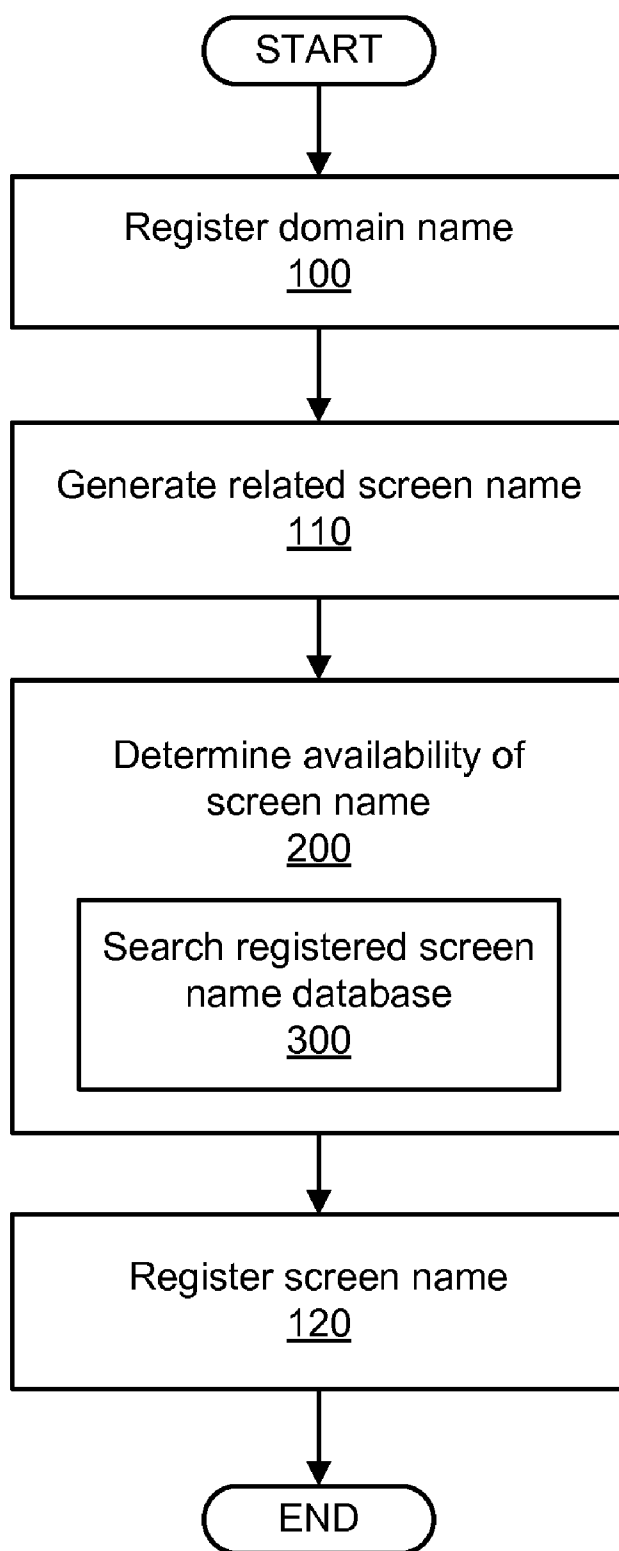 START
Register domain name
100
Generate related screen name
110
Determine availability of
screen name
200
Search registered screen
name database
300
Register screen name
120
END